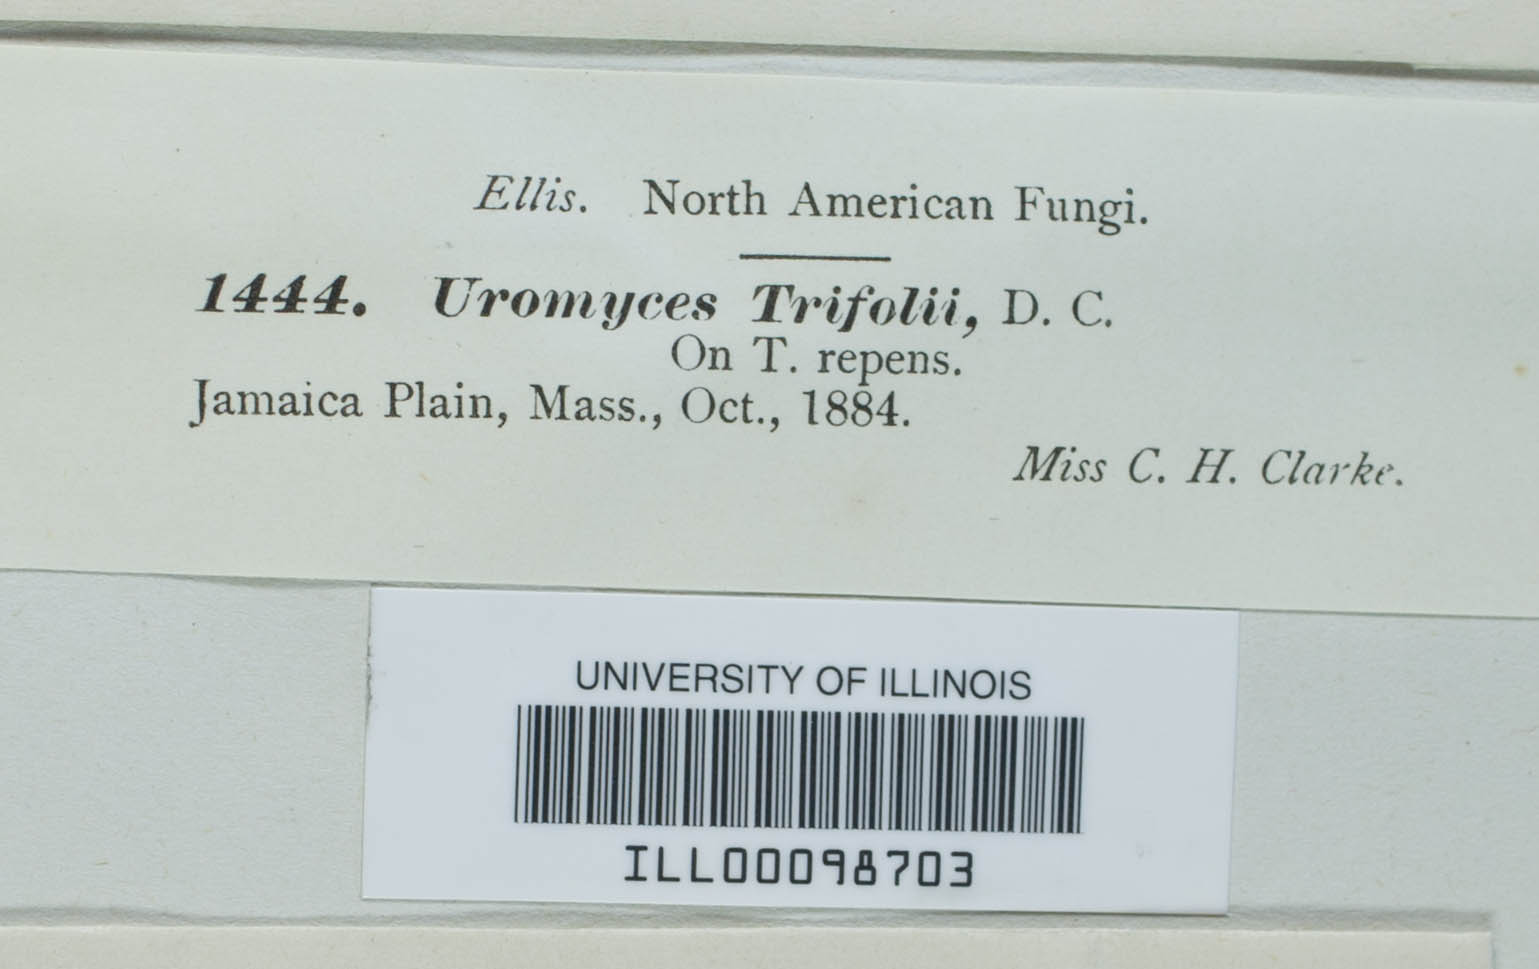 Ellis. North American Fungi.
1444. Uromyces Trifolii, D. C.
On T. repens.
Jamaica Plain, Mass., Oct., 1884.
Miss C. H. Clarke.
UNIVERSITY OF ILLINOIS
ILL00098703